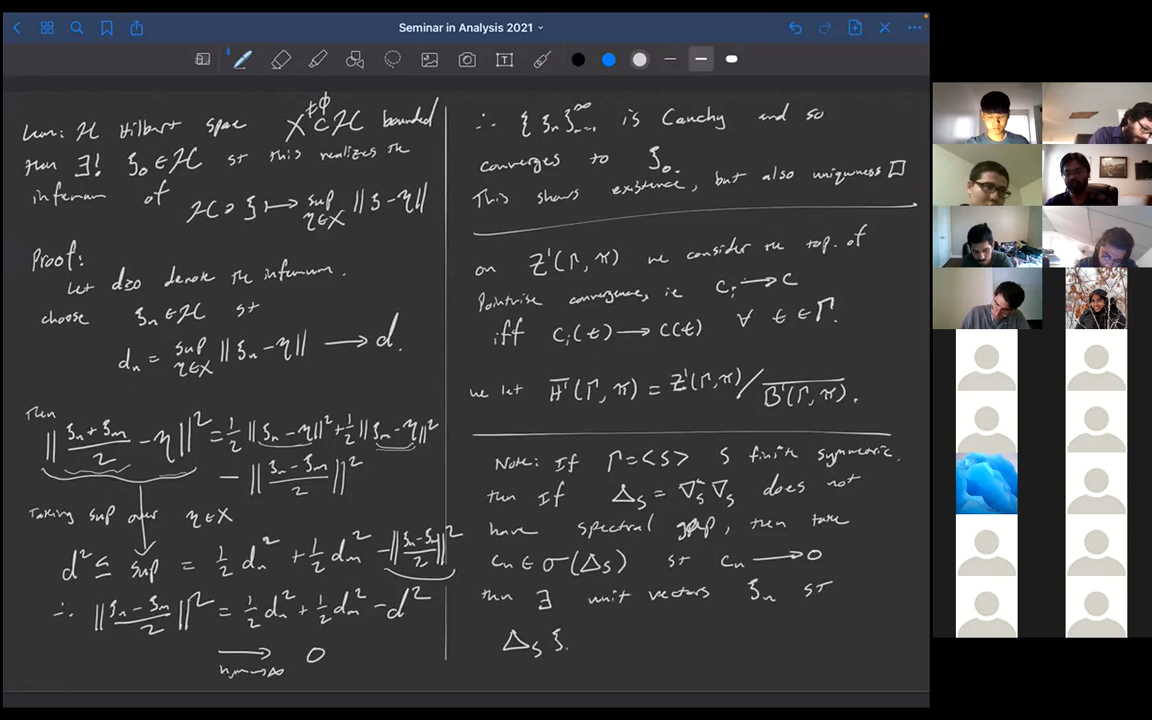 Seminar in Analysis 2021
Lem: ℋ Hilbert space X ≠ϕ ⊂ ℋ bounded
then ∃! ξ₀ ∈ ℋ st this realizes the
infemum of ℋ ∋ ξ ↦ sup_{η∈X} ‖ξ - η‖
Proof:
Let d≥0 denote the infemum.
choose ξₙ ∈ ℋ st
dₙ = sup_{η∈X} ‖ξₙ - η‖ ⟶ d.
Then
‖(ξₙ+ξₘ)/2 - η‖² = ½‖ξₙ - η‖² + ½‖ξₘ - η‖²
- ‖(ξₙ - ξₘ)/2‖²
Taking sup over η∈X
d² ≤ sup = ½dₙ² + ½dₘ² - ‖(ξₙ - ξₘ)/2‖²
∴ ‖(ξₙ - ξₘ)/2‖² = ½dₙ² + ½dₘ² - d²
⟶_{n,m→∞} 0
∴ {ξₙ}ₙ₌₁^∞ is Cauchy and so
converges to ξ₀.
This shows existence, but also uniqueness □
on Z¹(Γ, π) we consider the top. of
Pointwise convergence, ie cᵢ ⟶ c
iff cᵢ(t) ⟶ c(t) ∀ t ∈ Γ.
we let H̄¹(Γ, π) = Z¹(Γ, π) / \overline{B¹(Γ, π)}.
Note: If Γ = <S> S finite symmetric.
then If Δ_S = ∇_S^* ∇_S does not
have spectral gap, then take
cₙ ∈ σ(Δ_S) st cₙ ⟶ 0
then ∃ unit vectors ξₙ st
Δ_S ξ.